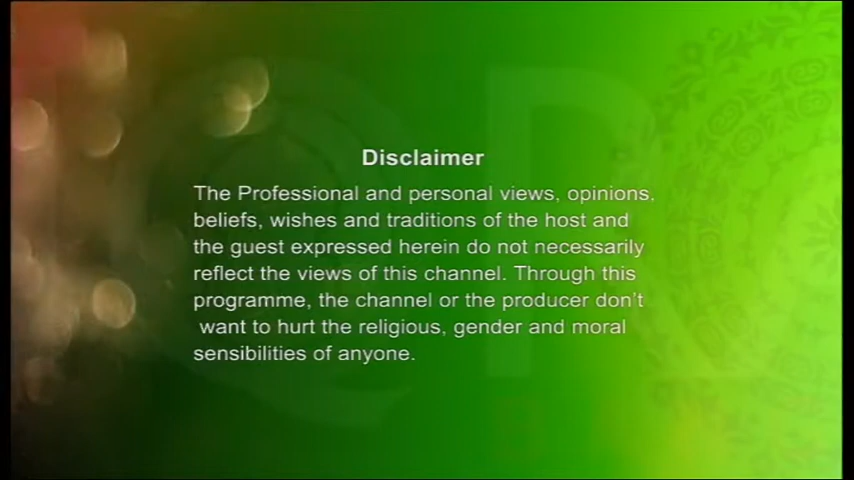 Disclaimer
The Professional and personal views, opinions,
beliefs, wishes and traditions of the host and
the guest expressed herein do not necessarily
reflect the views of this channel. Through this
programme, the channel or the producer don't
want to hurt the religious, gender and moral
sensibilities of anyone.